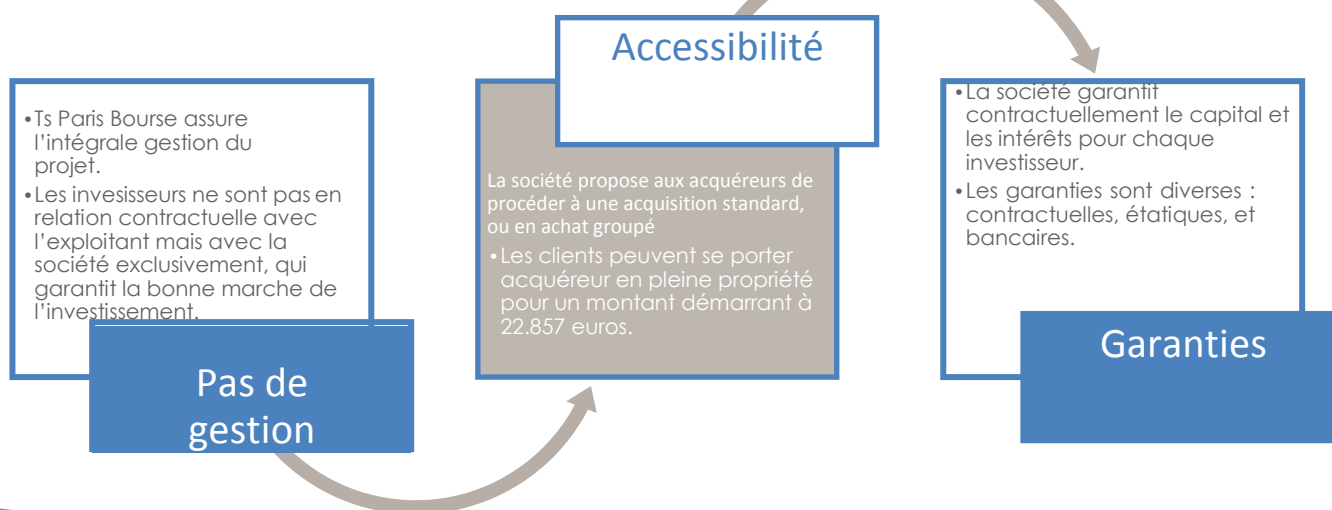 •Ts Paris Bourse assure
l’intégrale gestion du
projet.
•Les invesisseurs ne sont pas en
relation contractuelle avec
l’exploitant mais avec la
société exclusivement, qui
garantit la bonne marche de
l’investissement.
Pas de
gestion
Accessibilité
La société propose aux acquéreurs de
procéder à une acquisition standard,
ou en achat groupé
•Les clients peuvent se porter
acquéreur en pleine propriété
pour un montant démarrant à
22.857 euros.
•La société garantit
contractuellement le capital et
les intérêts pour chaque
investisseur.
•Les garanties sont diverses :
contractuelles, étatiques, et
bancaires.
Garanties